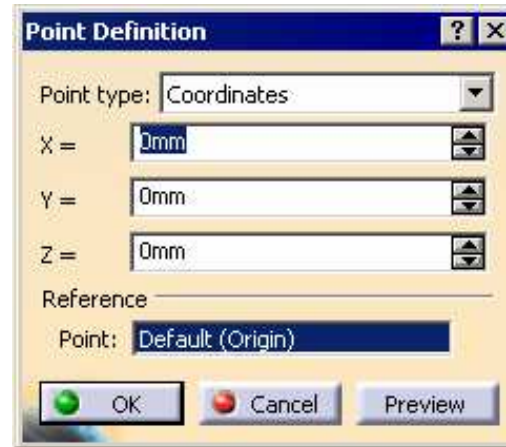 Point Definition
Point type: Coordinates
X = 0mm
Y = 0mm
Z = 0mm
Reference
Point: Default (Origin)
OK Cancel Preview